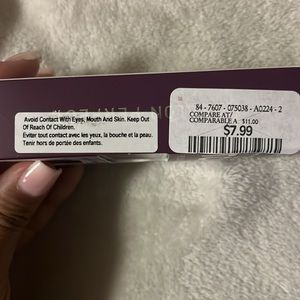 Avoid Contact With Eyes, Mouth And Skin. Keep Out
Of Reach Of Children.
Éviter tout contact avec les yeux, la bouche et la peau.
Tenir hors de portée des enfants.
84 - 7607 - 075038 - A0224 - 2
COMPARE AT/
COMPARABLE A $11.00
$7.99